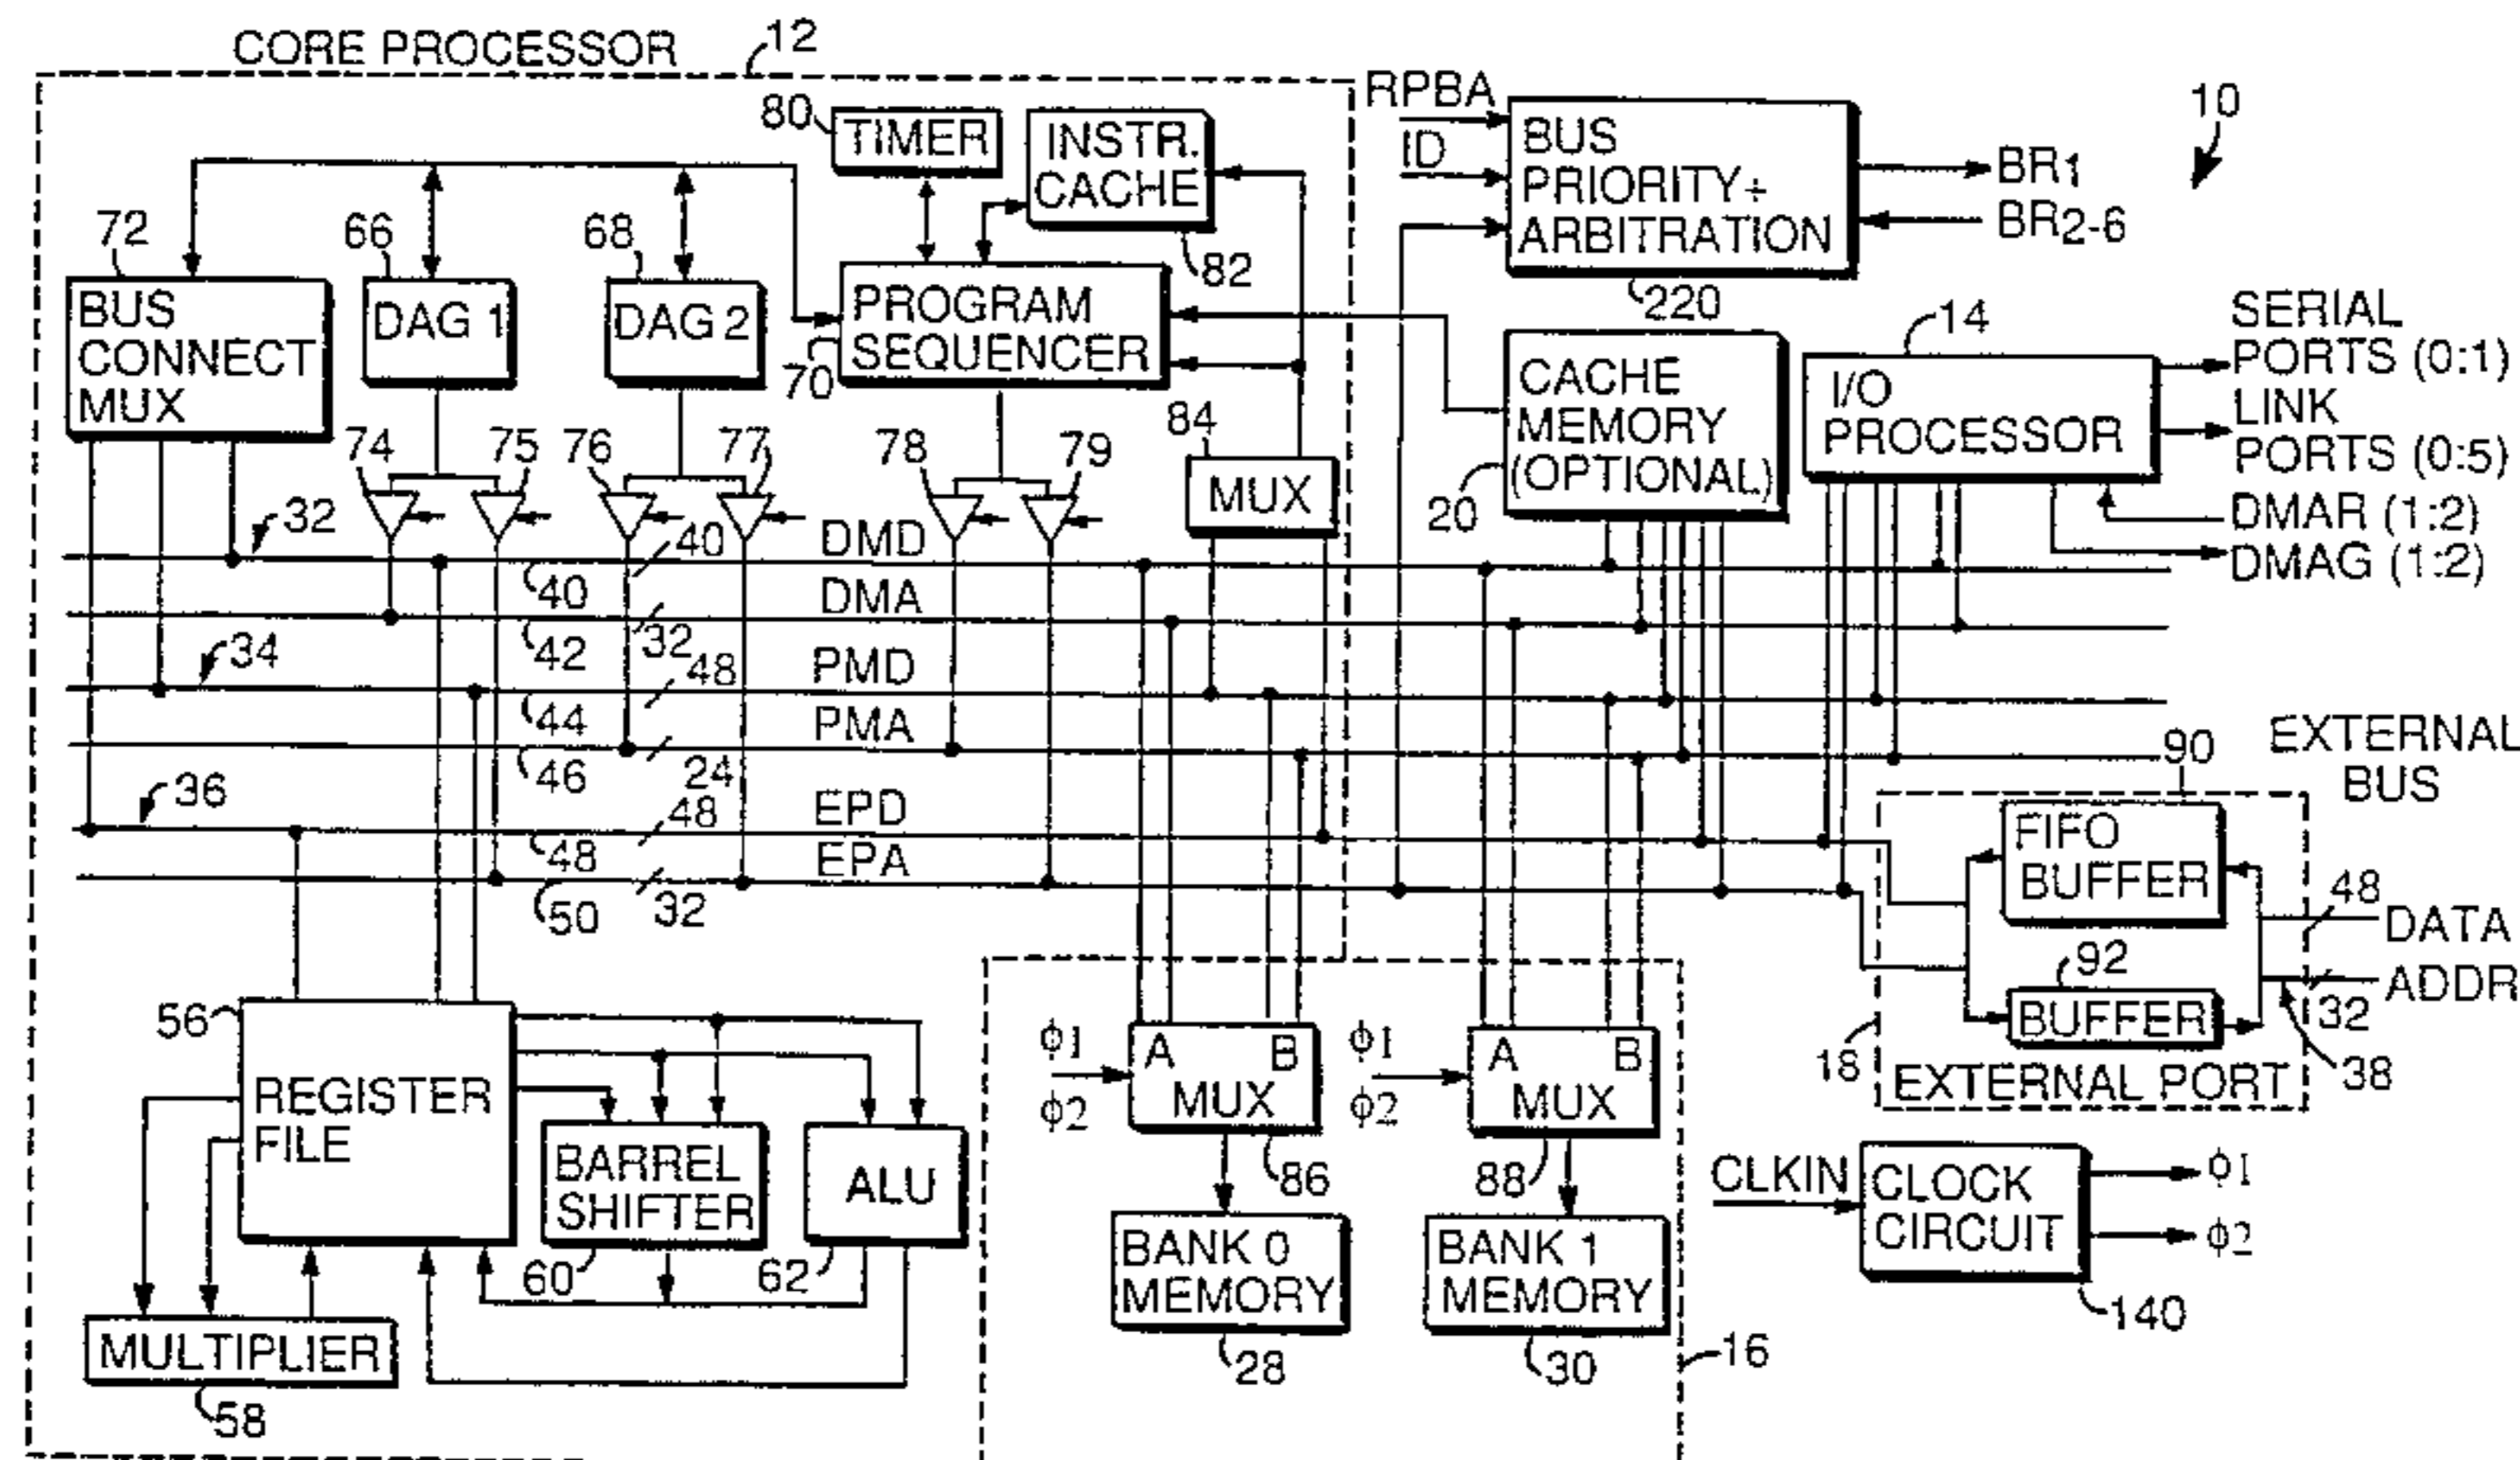 CORE PROCESSOR
12
RPBA
ID
BUS
PRIORITY÷
ARBITRATION
220
BR1
BR2-6
10
80
TIMER
INSTR.
CACHE
82
72
BUS
CONNECT
MUX
66
DAG 1
68
DAG 2
70
PROGRAM
SEQUENCER
84
MUX
20
CACHE
MEMORY
(OPTIONAL)
14
I/O
PROCESSOR
SERIAL
PORTS (0:1)
LINK
PORTS (0:5)
DMAR (1:2)
DMAG (1:2)
74
75
76
77
78
79
32
40
40
DMD
42
32
DMA
34
44
48
PMD
46
24
PMA
36
48
48
EPD
50
32
EPA
90
EXTERNAL
BUS
FIFO
BUFFER
92
BUFFER
48
DATA
ADDR
32
38
18
EXTERNAL PORT
56
REGISTER
FILE
BARREL
SHIFTER
60
ALU
62
MULTIPLIER
58
ϕ1
ϕ2
A B
MUX
86
ϕ1
ϕ2
A B
MUX
88
BANK 0
MEMORY
28
BANK 1
MEMORY
30
16
CLKIN
CLOCK
CIRCUIT
ϕ1
ϕ2
140